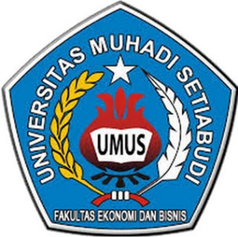 UNIVERSITAS MUHADI SETIABUDI
UMUS
FAKULTAS EKONOMI DAN BISNIS